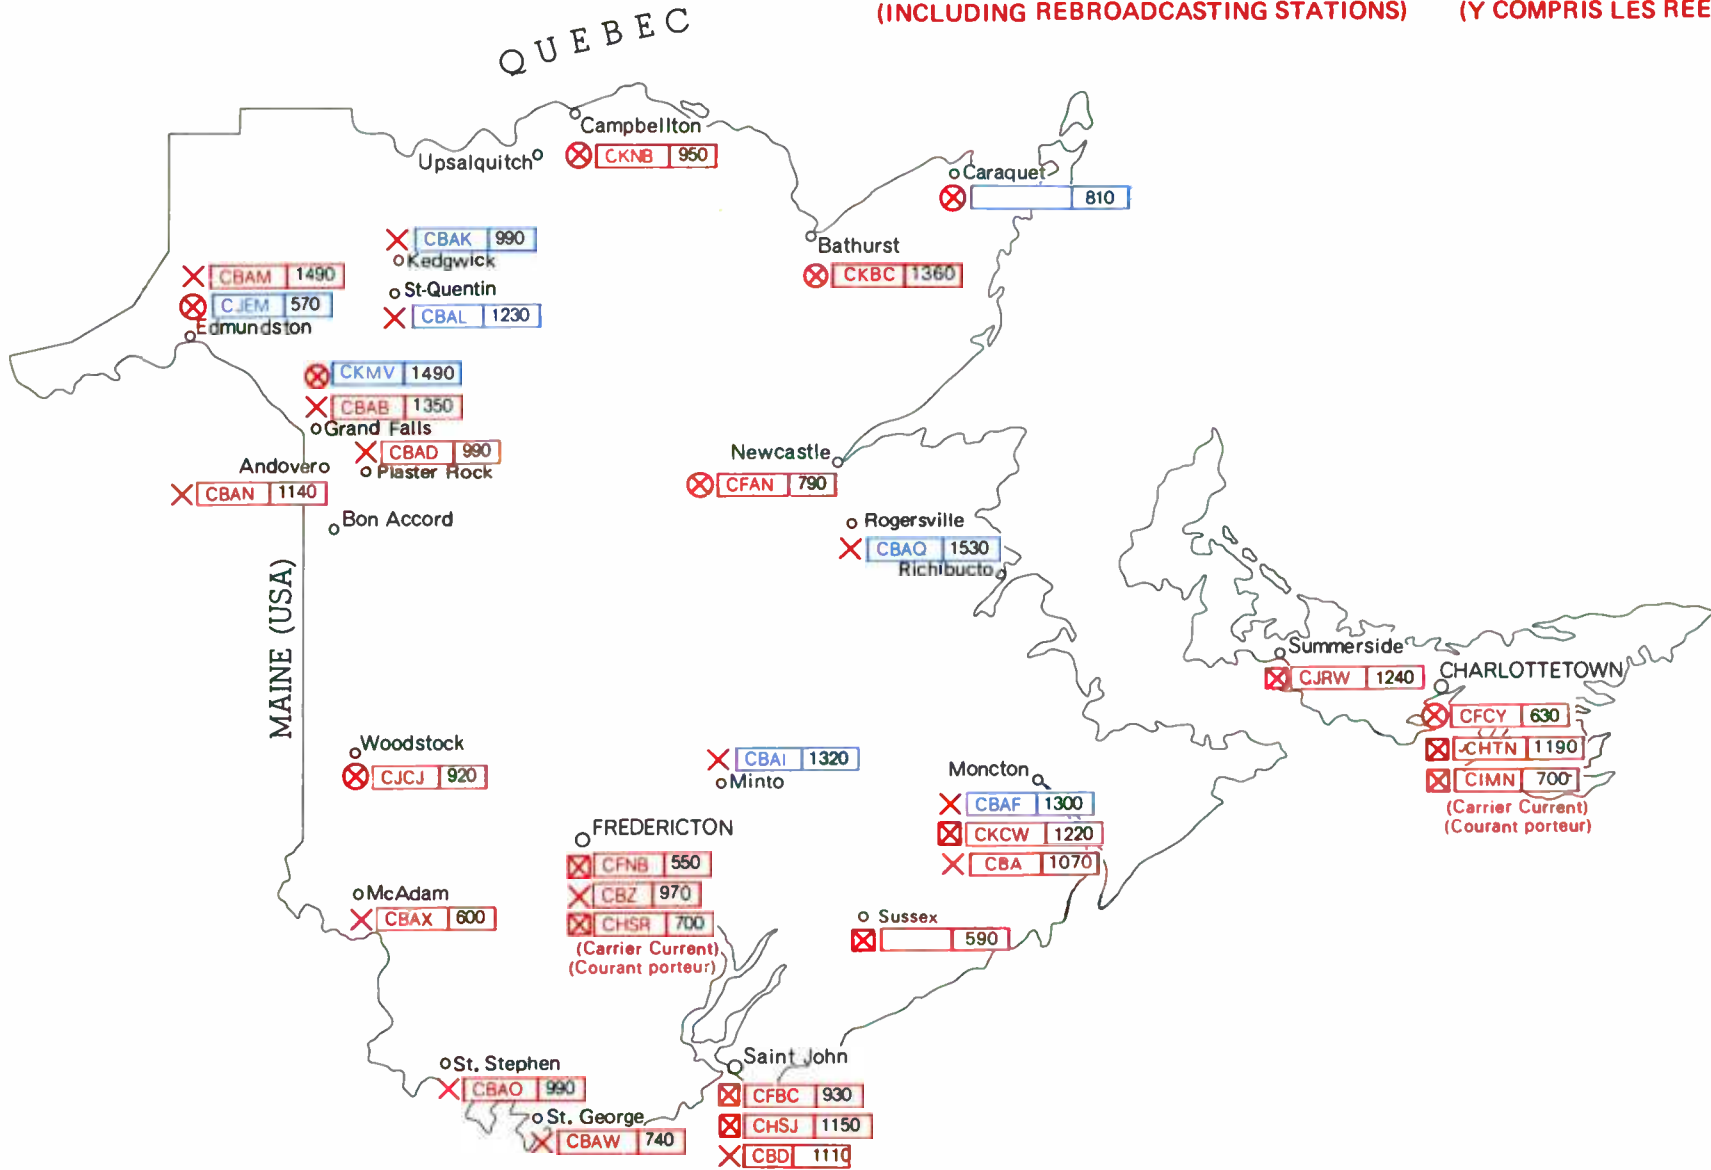 (INCLUDING REBROADCASTING STATIONS) (Y COMPRIS LES REE
QUEBEC
Campbellton
Upsalquitch
CKNB 950
Caraquet
810
CBAK 990
Kedgwick
Bathurst
CKBC 1360
CBAM 1490
CJEM 570
Edmundston
St-Quentin
CBAL 1230
CKMV 1490
CBAB 1350
Grand Falls
CBAD 990
Plaster Rock
Andover
CBAN 1140
Bon Accord
Newcastle
CFAN 790
Rogersville
CBAQ 1530
Richibucto
MAINE (USA)
Summerside
CJRW 1240
CHARLOTTETOWN
CFCY 630
CHTN 1190
CIMN 700
(Carrier Current)
(Courant porteur)
Woodstock
CJCJ 920
CBAI 1320
Minto
Moncton
CBAF 1300
CKCW 1220
CBA 1070
FREDERICTON
CFNB 550
CBZ 970
CHSR 700
(Carrier Current)
(Courant porteur)
McAdam
CBAX 600
Sussex
590
St. Stephen
CBAO 990
St. George
CBAW 740
Saint John
CFBC 930
CHSJ 1150
CBD 1110